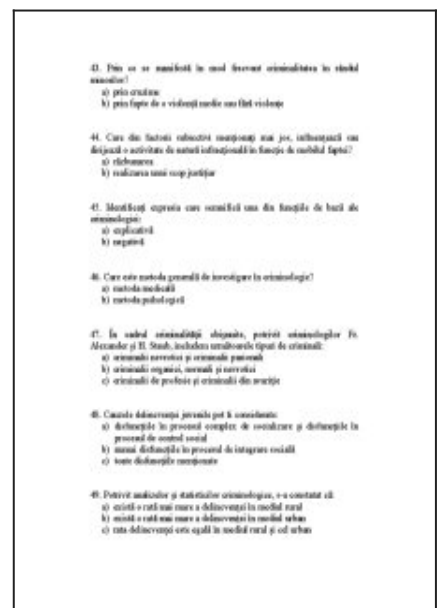 43. Prin ce se manifestă în mod frecvent criminalitatea în rândul
minorilor?
a) prin cruzime
b) prin fapte de o violență medie sau fără violențe
44. Care din factorii subiectivi menționați mai jos, influențează sau
dirijează o activitate de natură infracțională în funcție de mobilul faptei?
a) răzbunarea
b) realizarea unui scop justițiar
45. Identificați expresia care semnifică una din funcțiile de bază ale
criminologiei:
a) explicativă
b) negativă
46. Care este metoda generală de investigare în criminologie?
a) metoda medicală
b) metoda psihologică
47. În cadrul criminalității obișnuite, potrivit criminologilor Fr.
Alexander și H. Staub, includem următoarele tipuri de criminali:
a) criminalii nevrotici și criminalii pasionali
b) criminalii organici, normali și nevrotici
c) criminalii de profesie și criminalii din avariție
48. Cauzele delincvenței juvenile pot fi considerate:
a) disfuncțiile în procesul complex de socializare și disfuncțiile în
procesul de control social
b) numai disfuncțiile în procesul de integrare socială
c) toate disfuncțiile menționate
49. Potrivit analizelor și statisticilor criminologice, s-a constatat că:
a) există o rată mai mare a delincvenței în mediul rural
b) există o rată mai mare a delincvenței în mediul urban
c) rata delincvenței este egală în mediul rural și cel urban